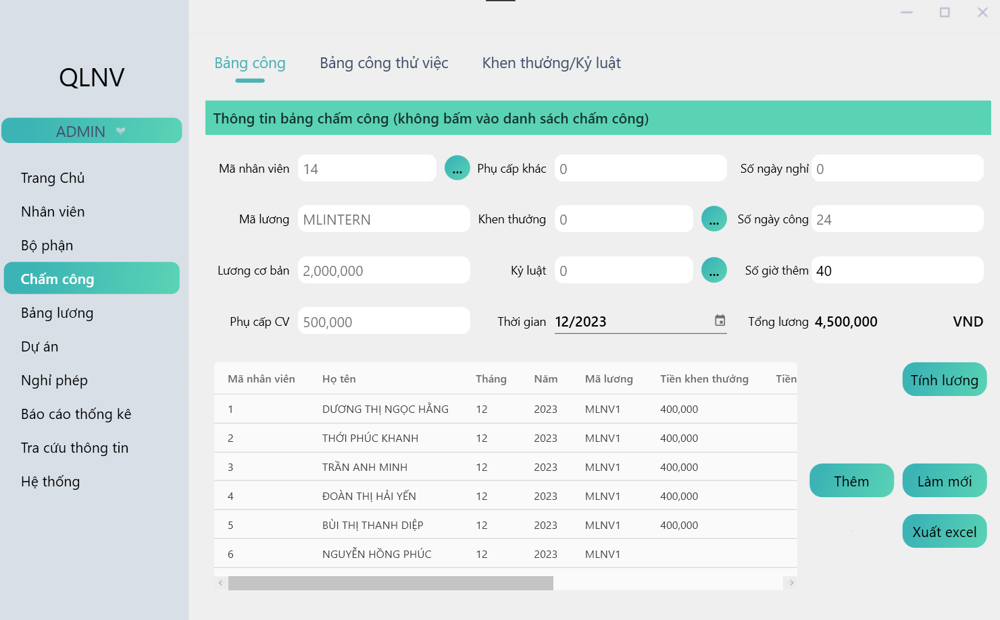 QLNV
ADMIN
Trang Chủ
Nhân viên
Bộ phận
Chấm công
Bảng lương
Dự án
Nghỉ phép
Báo cáo thống kê
Tra cứu thông tin
Hệ thống
Bảng công Bảng công thử việc Khen thưởng/Kỷ luật
Thông tin bảng chấm công (không bấm vào danh sách chấm công)
Mã nhân viên 14 ... Phụ cấp khác 0 Số ngày nghỉ 0
Mã lương MLINTERN Khen thưởng 0 ... Số ngày công 24
Lương cơ bản 2,000,000 Kỷ luật 0 ... Số giờ thêm 40
Phụ cấp CV 500,000 Thời gian 12/2023 Tổng lương 4,500,000 VND
Mã nhân viên Họ tên Tháng Năm Mã lương Tiền khen thưởng Tiền
1 DƯƠNG THỊ NGỌC HẰNG 12 2023 MLNV1 400,000
2 THỚI PHÚC KHANH 12 2023 MLNV1 400,000
3 TRẦN ANH MINH 12 2023 MLNV1 400,000
4 ĐOÀN THỊ HẢI YẾN 12 2023 MLNV1 400,000
5 BÙI THỊ THANH DIỆP 12 2023 MLNV1 400,000
6 NGUYỄN HỒNG PHÚC 12 2023 MLNV1
Tính lương
Thêm Làm mới
Xuất excel